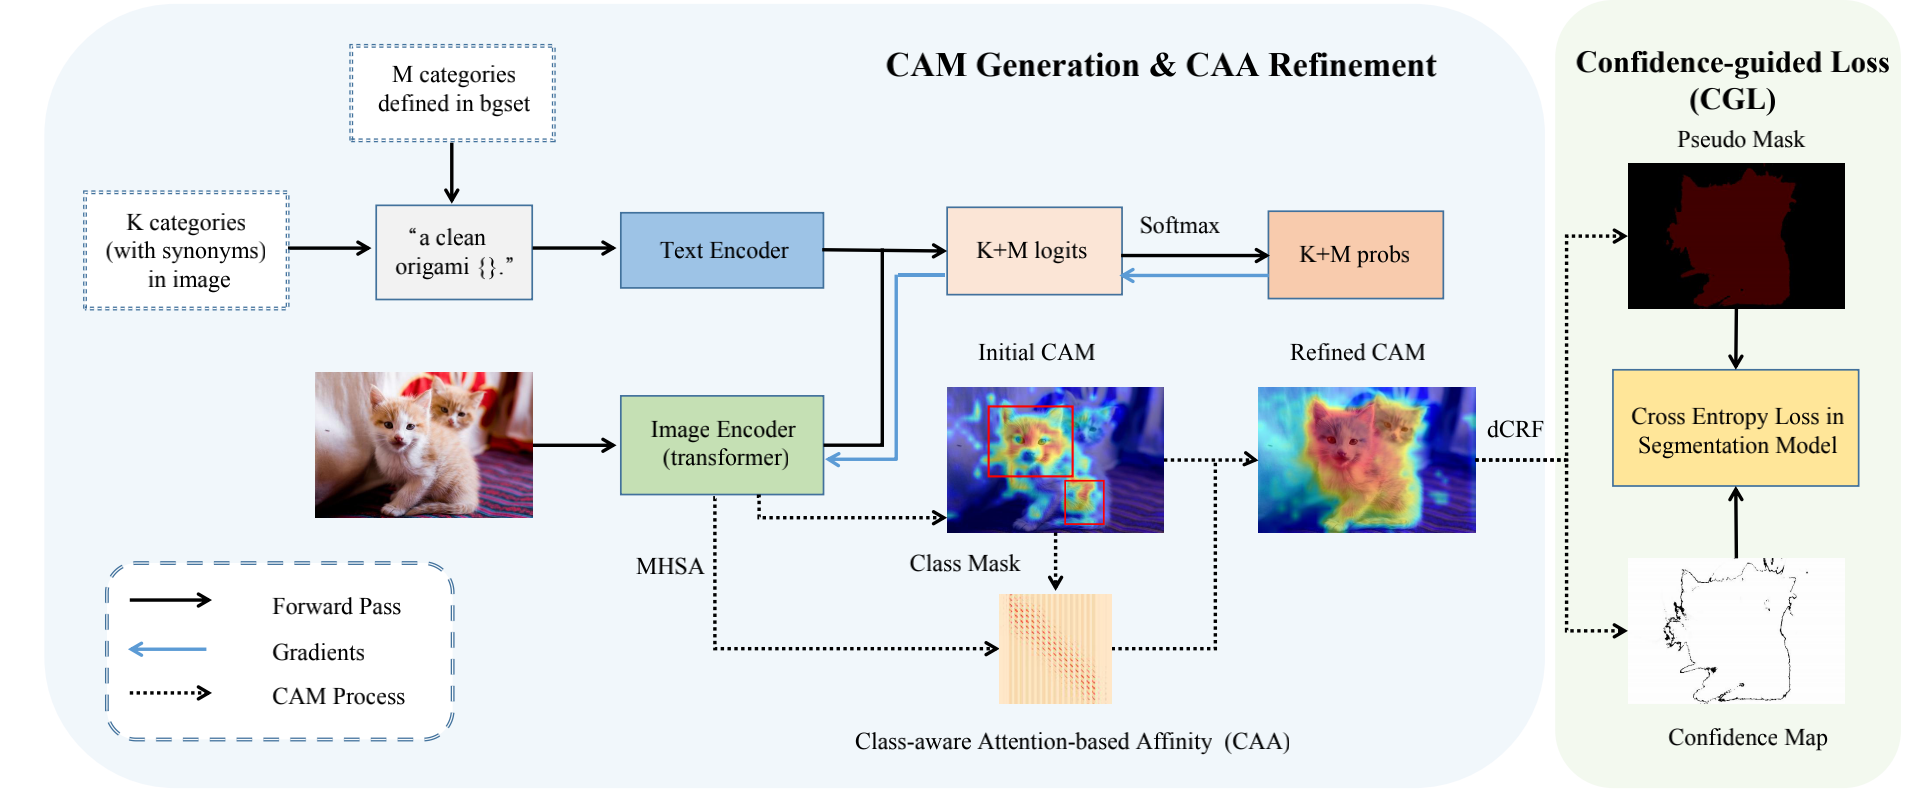 CAM Generation & CAA Refinement
M categories
defined in bgset
K categories
(with synonyms)
in image
“a clean
origami {}.”
Text Encoder
K+M logits
Softmax
K+M probs
Image Encoder
(transformer)
Initial CAM
Refined CAM
MHSA
Class Mask
dCRF
Class-aware Attention-based Affinity (CAA)
Forward Pass
Gradients
CAM Process
Confidence-guided Loss
(CGL)
Pseudo Mask
Cross Entropy Loss in
Segmentation Model
Confidence Map